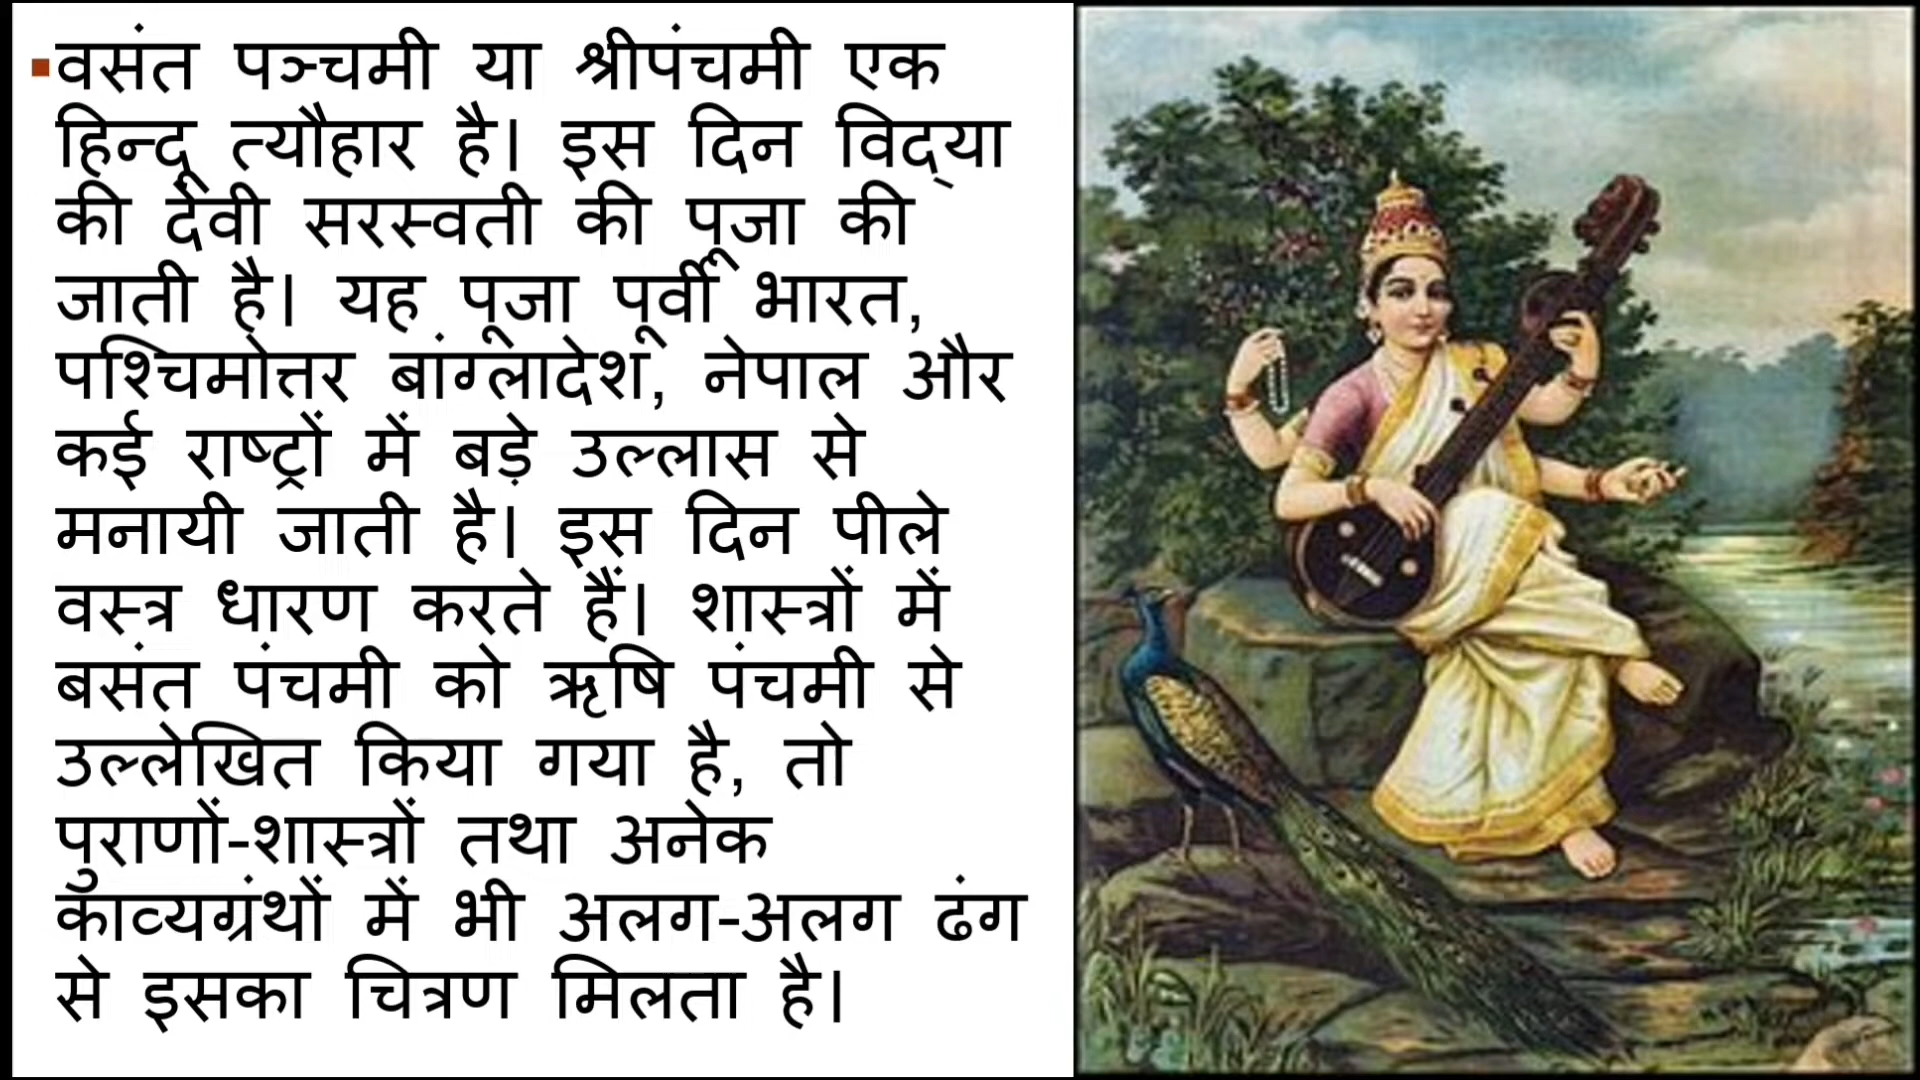 ▪वसंत पञ्चमी या श्रीपंचमी एक
हिन्दू त्यौहार है। इस दिन विद्‌या
की देवी सरस्वती की पूजा की
जाती है। यह पूजा पूर्वी भारत,
पश्चिमोत्तर बांग्लादेश, नेपाल और
कई राष्ट्रों में बड़े उल्लास से
मनायी जाती है। इस दिन पीले
वस्त्र धारण करते हैं। शास्त्रों में
बसंत पंचमी को ऋषि पंचमी से
उल्लेखित किया गया है, तो
पुराणों-शास्त्रों तथा अनेक
काव्यग्रंथों में भी अलग-अलग ढंग
से इसका चित्रण मिलता है।